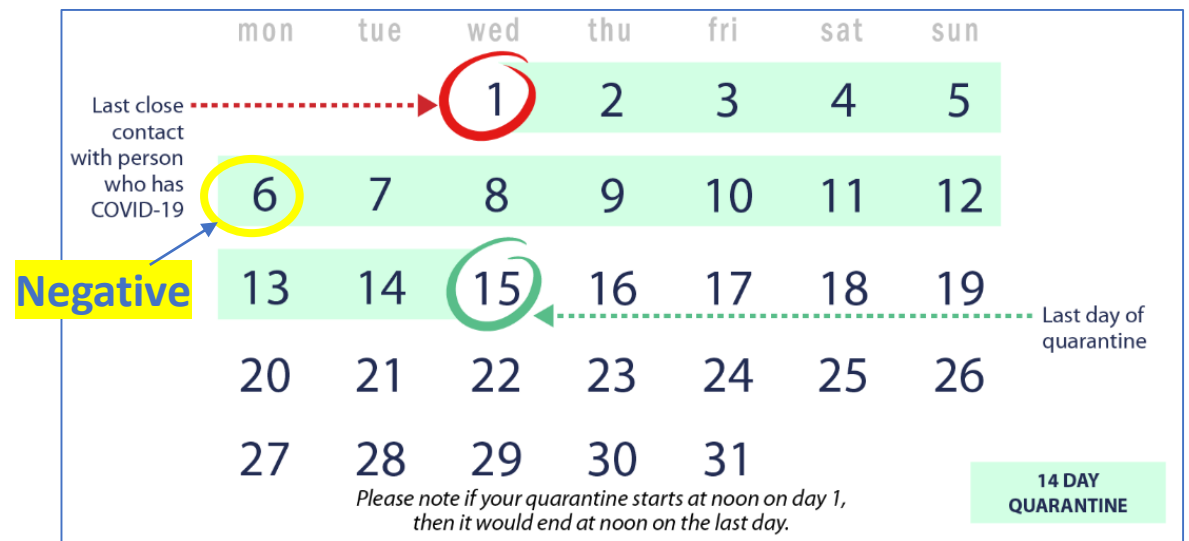 mon tue wed thu fri sat sun
1 2 3 4 5
Last close
contact
with person
who has
COVID-19
6 7 8 9 10 11 12
Negative
13 14 15 16 17 18 19
Last day of
quarantine
20 21 22 23 24 25 26
27 28 29 30 31
Please note if your quarantine starts at noon on day 1,
then it would end at noon on the last day.
14 DAY
QUARANTINE